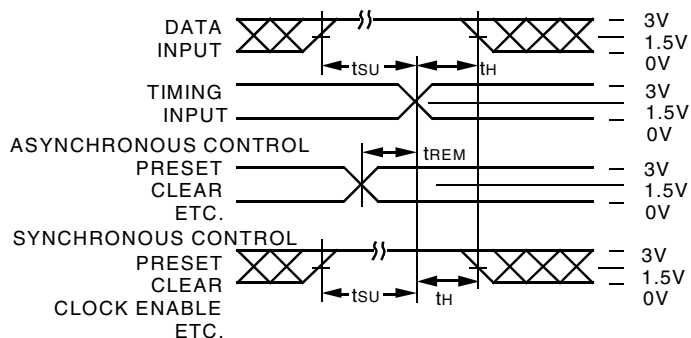 DATA INPUT
tSU
tH
3V
1.5V
0V
TIMING INPUT
3V
1.5V
0V
ASYNCHRONOUS CONTROL
PRESET
CLEAR
ETC.
tREM
3V
1.5V
0V
SYNCHRONOUS CONTROL
PRESET
CLEAR
CLOCK ENABLE
ETC.
tSU
tH
3V
1.5V
0V